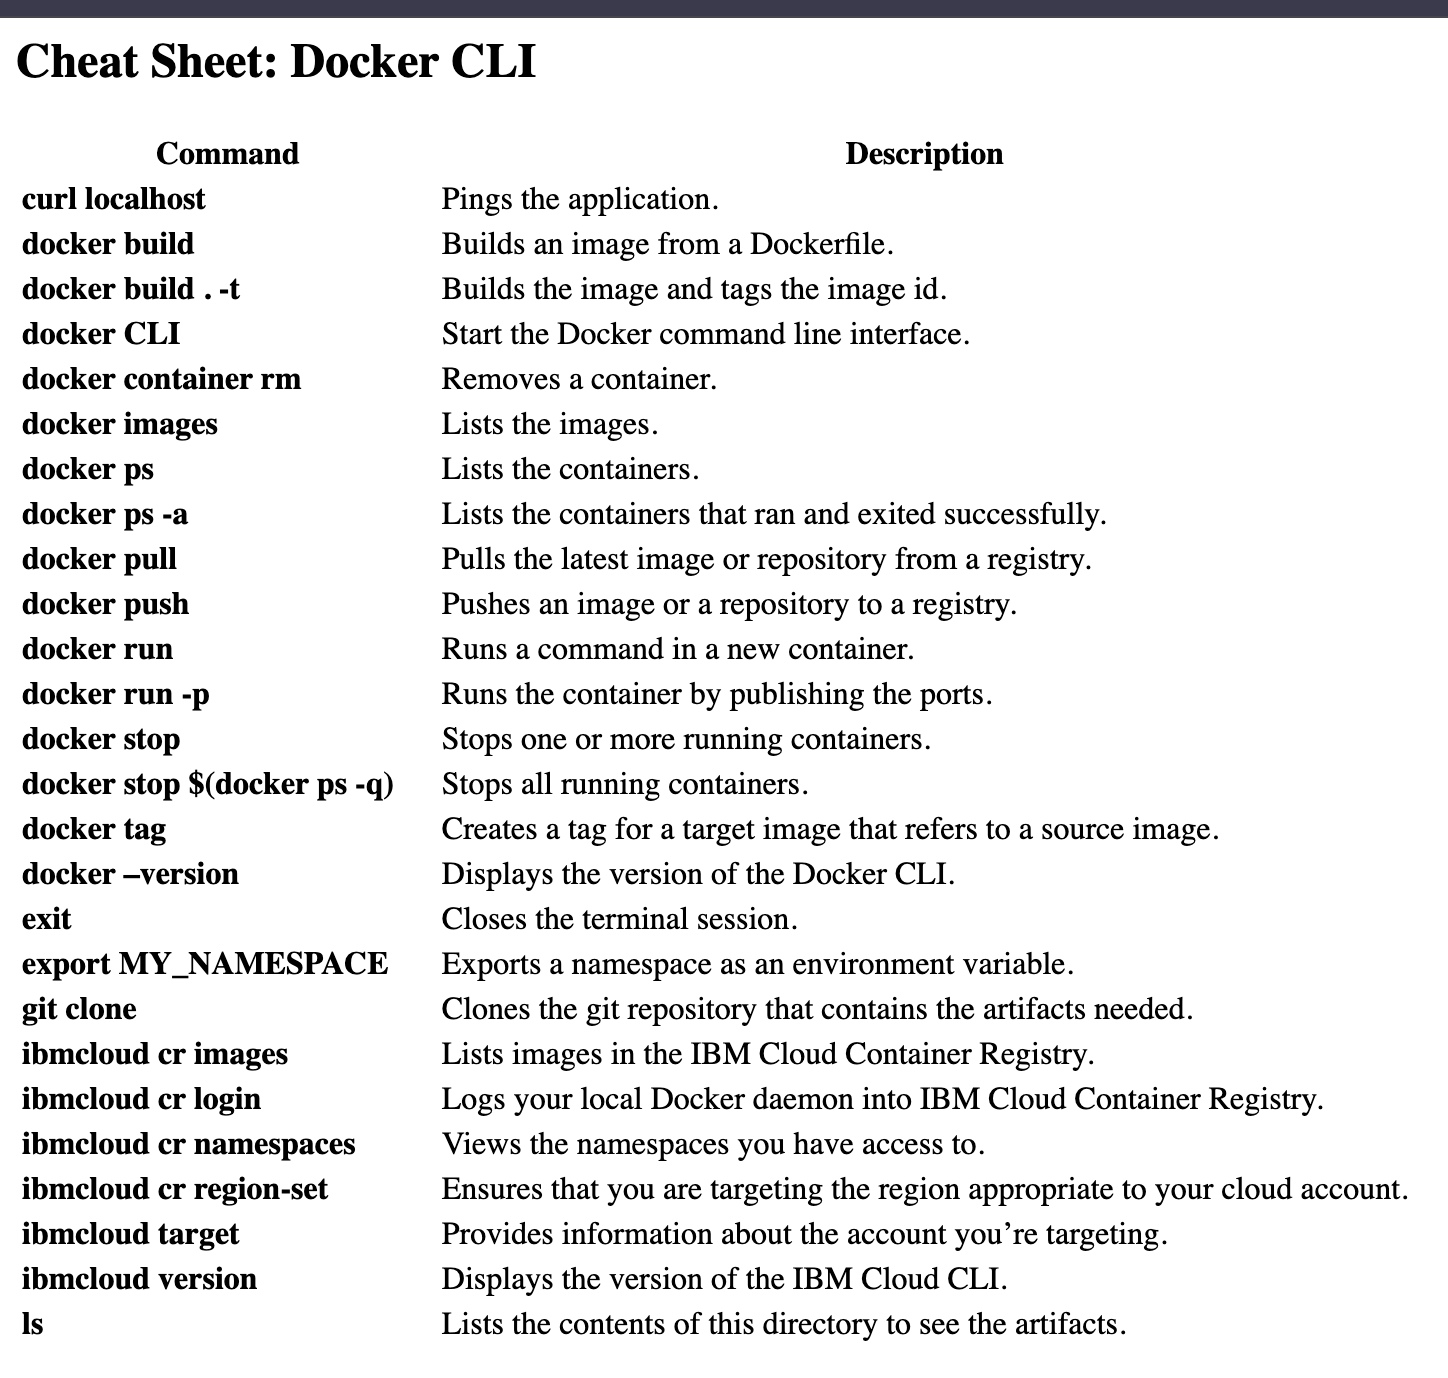 Cheat Sheet: Docker CLI
Command Description
curl localhost Pings the application.
docker build Builds an image from a Dockerfile.
docker build . -t Builds the image and tags the image id.
docker CLI Start the Docker command line interface.
docker container rm Removes a container.
docker images Lists the images.
docker ps Lists the containers.
docker ps -a Lists the containers that ran and exited successfully.
docker pull Pulls the latest image or repository from a registry.
docker push Pushes an image or a repository to a registry.
docker run Runs a command in a new container.
docker run -p Runs the container by publishing the ports.
docker stop Stops one or more running containers.
docker stop $(docker ps -q) Stops all running containers.
docker tag Creates a tag for a target image that refers to a source image.
docker –version Displays the version of the Docker CLI.
exit Closes the terminal session.
export MY_NAMESPACE Exports a namespace as an environment variable.
git clone Clones the git repository that contains the artifacts needed.
ibmcloud cr images Lists images in the IBM Cloud Container Registry.
ibmcloud cr login Logs your local Docker daemon into IBM Cloud Container Registry.
ibmcloud cr namespaces Views the namespaces you have access to.
ibmcloud cr region-set Ensures that you are targeting the region appropriate to your cloud account.
ibmcloud target Provides information about the account you’re targeting.
ibmcloud version Displays the version of the IBM Cloud CLI.
ls Lists the contents of this directory to see the artifacts.